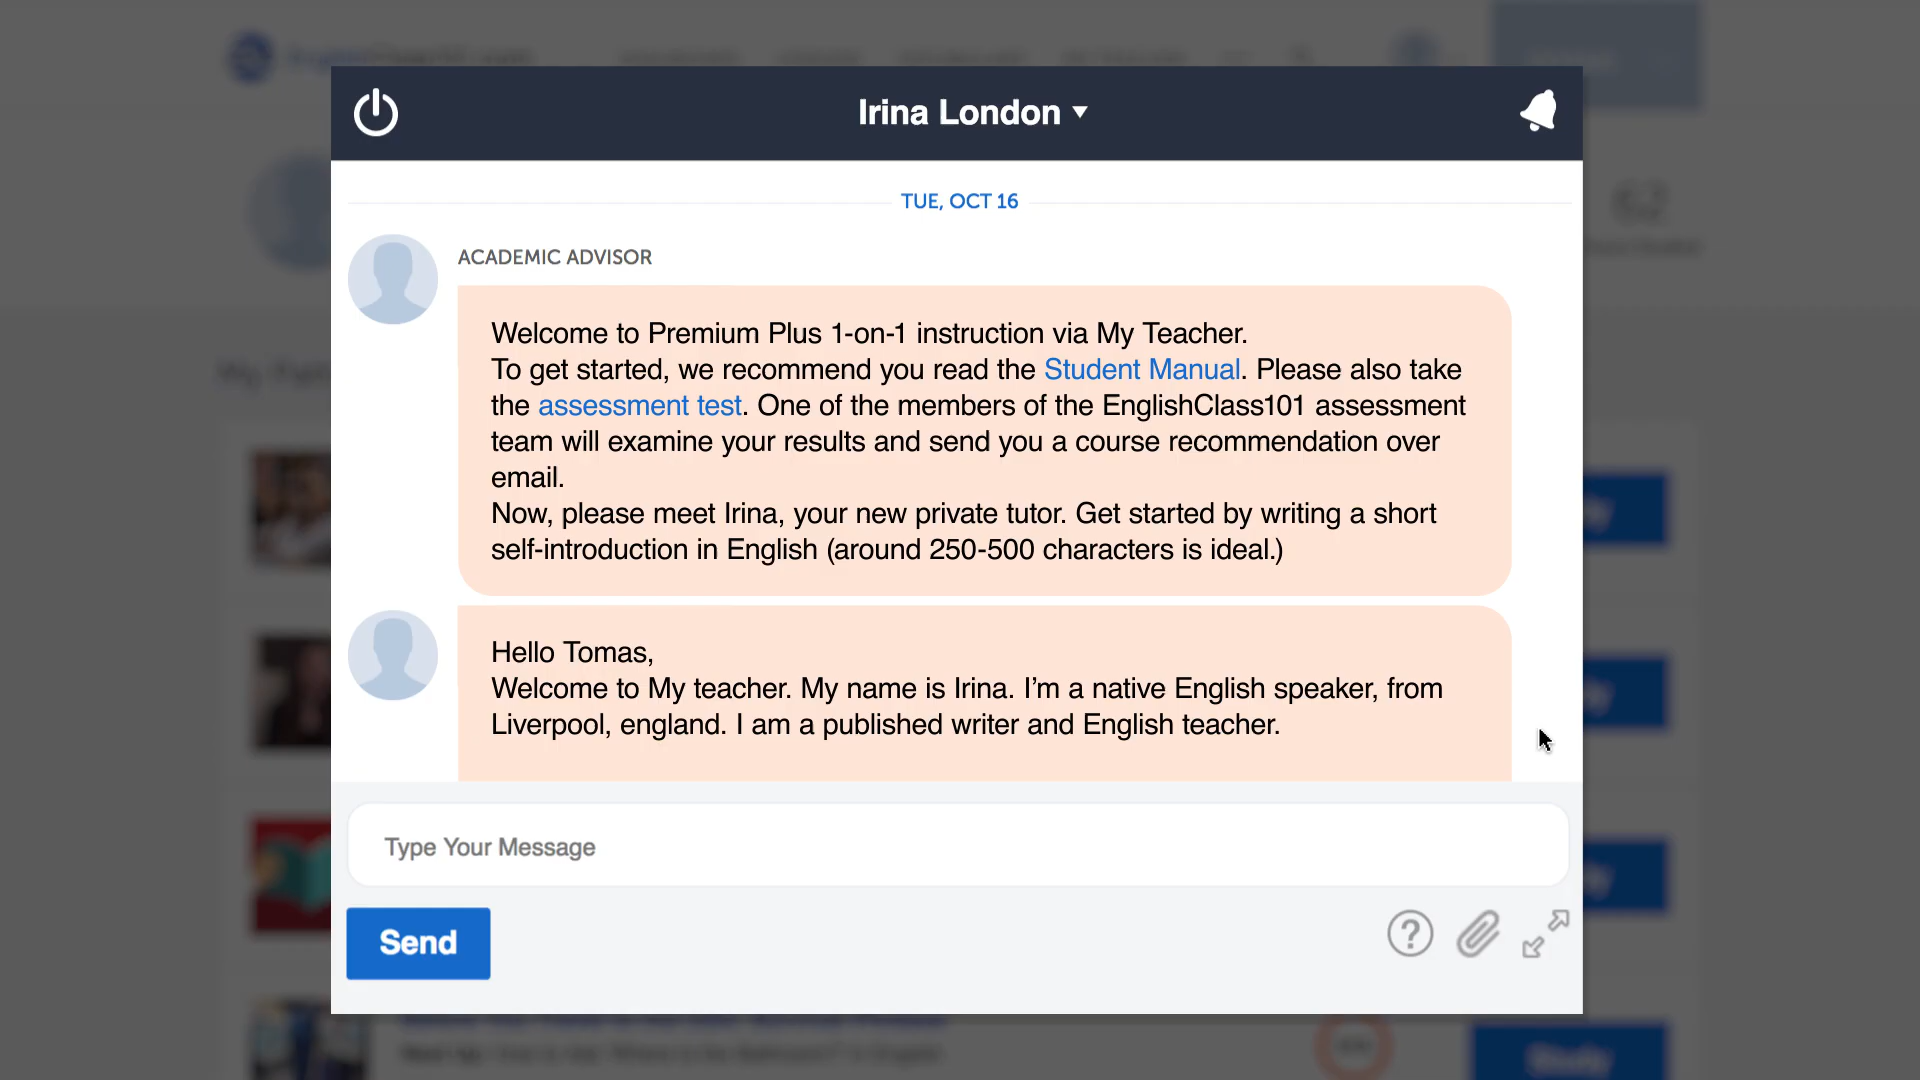 Irina London
TUE, OCT 16
ACADEMIC ADVISOR
Welcome to Premium Plus 1-on-1 instruction via My Teacher.
To get started, we recommend you read the Student Manual. Please also take
the assessment test. One of the members of the EnglishClass101 assessment
team will examine your results and send you a course recommendation over
email.
Now, please meet Irina, your new private tutor. Get started by writing a short
self-introduction in English (around 250-500 characters is ideal.)
Hello Tomas,
Welcome to My teacher. My name is Irina. I'm a native English speaker, from
Liverpool, england. I am a published writer and English teacher.
Type Your Message
Send
Study